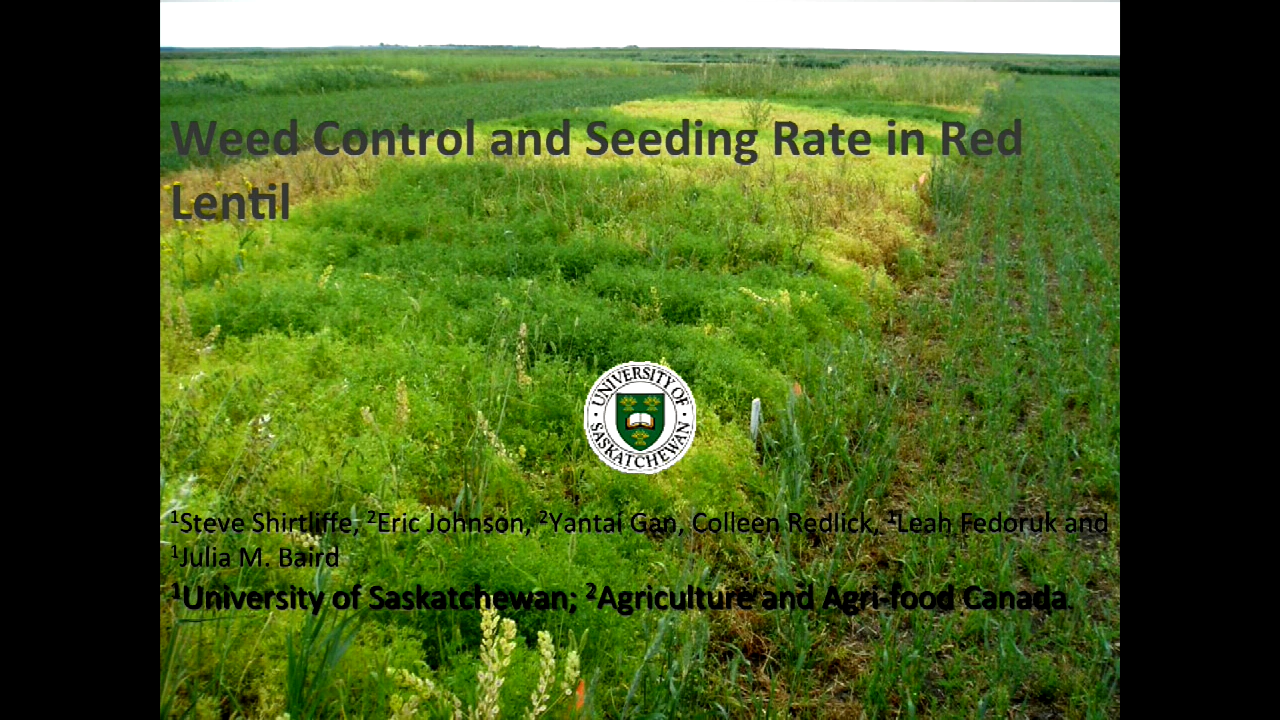 Weed Control and Seeding Rate in Red
Lentil
UNIVERSITY OF
SASKATCHEWAN
¹Steve Shirtliffe, ²Eric Johnson, ²Yantai Gan, Colleen Redlick, ¹Leah Fedoruk and
¹Julia M. Baird
¹University of Saskatchewan; ²Agriculture and Agri-food Canada.